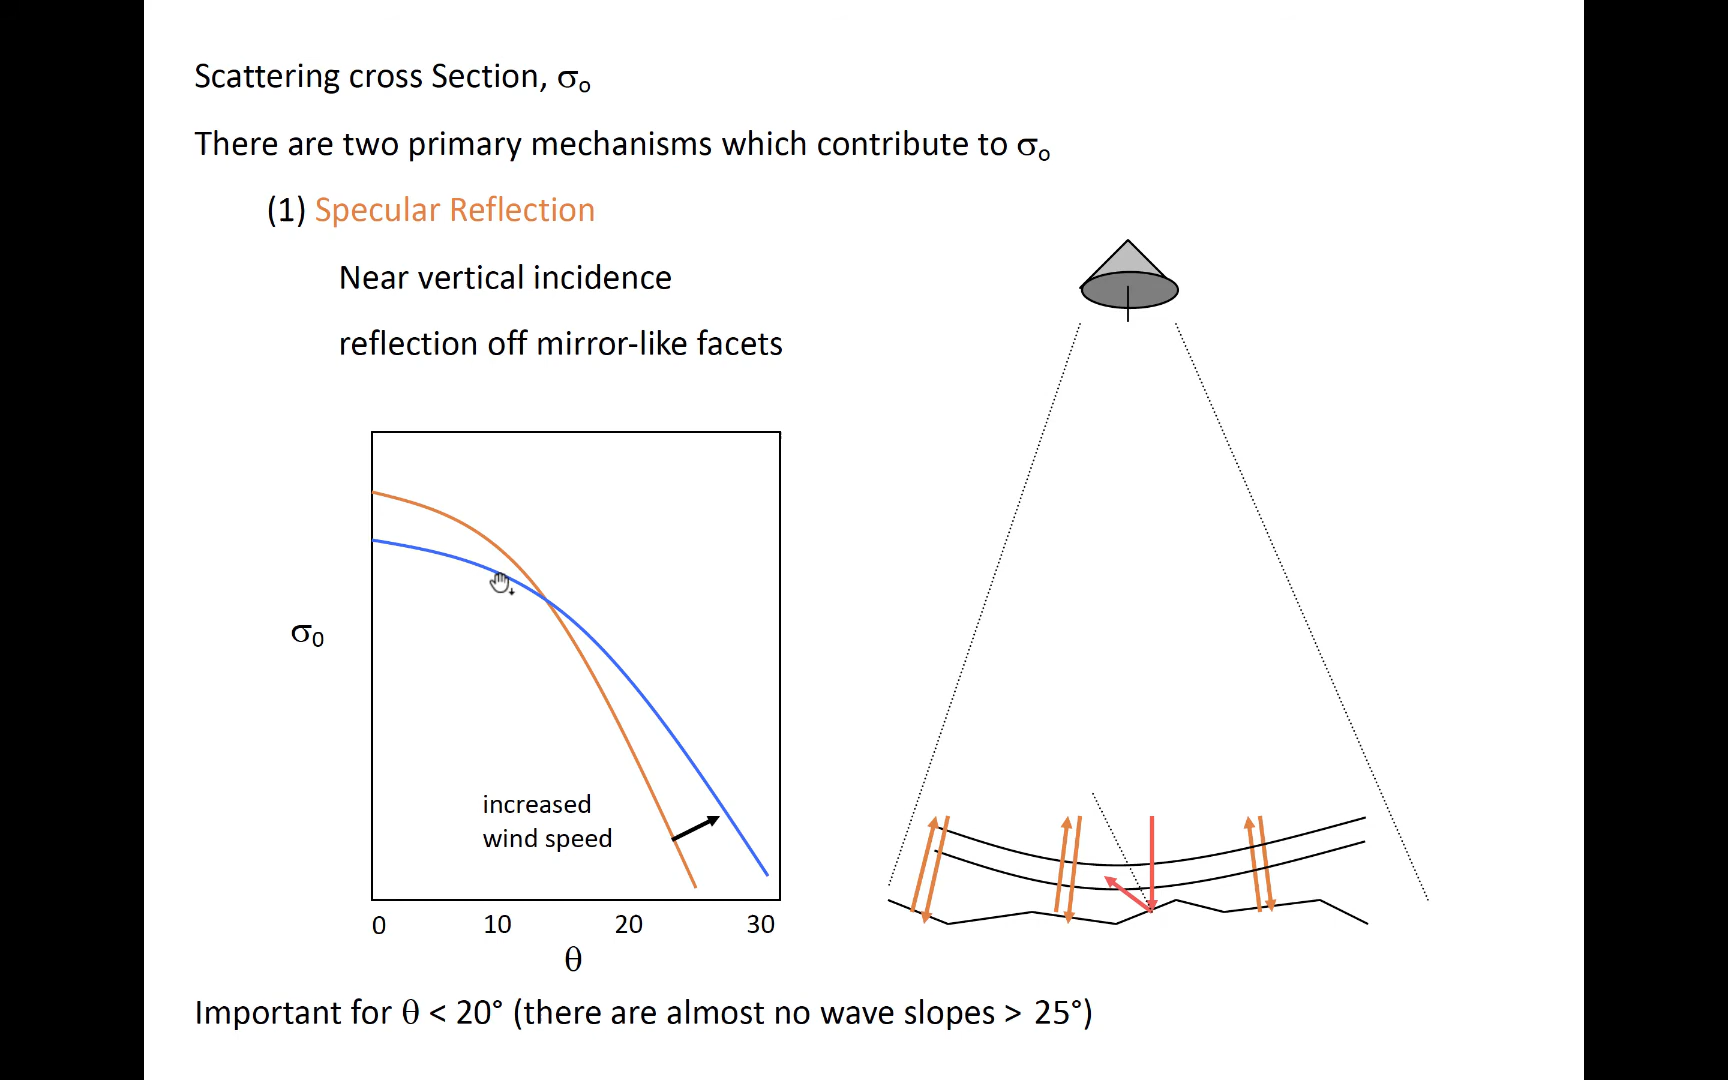 Scattering cross Section, σo
There are two primary mechanisms which contribute to σo
(1) Specular Reflection
Near vertical incidence
reflection off mirror-like facets
σ0
increased
wind speed
0 10 20 30
θ
Important for θ < 20° (there are almost no wave slopes > 25°)